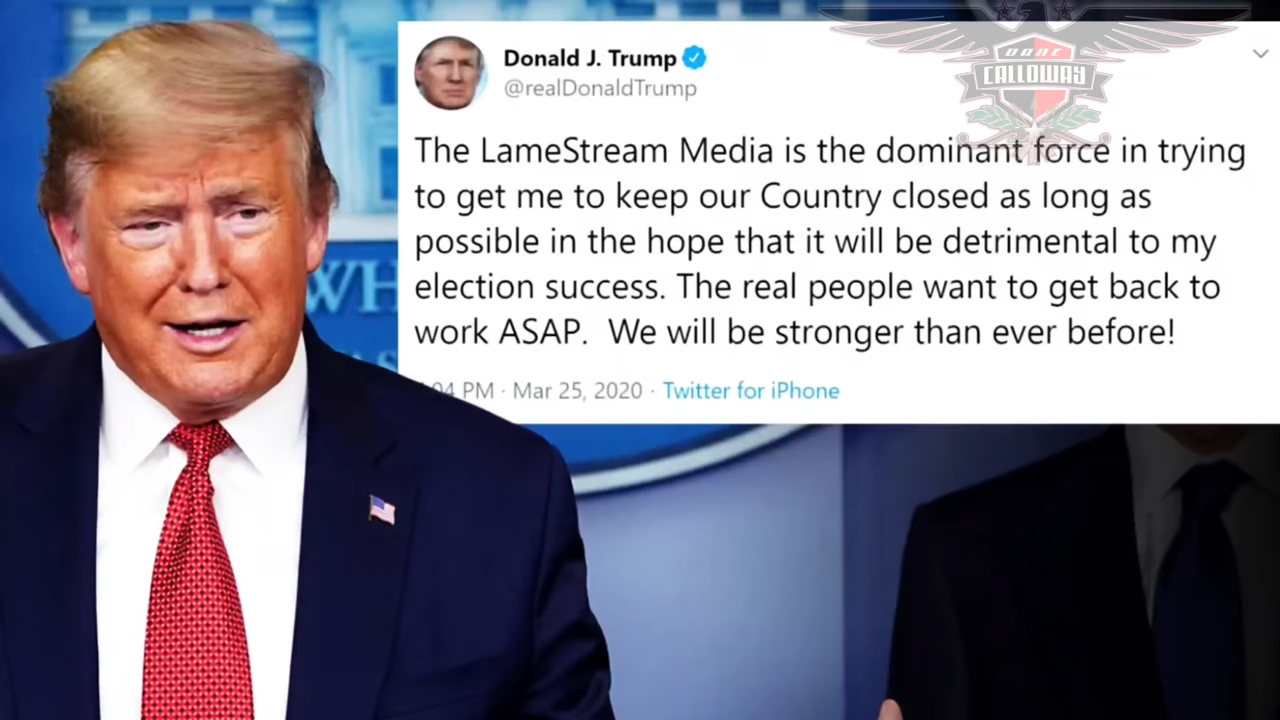 DANE
CALLOWAY
Donald J. Trump
@realDonaldTrump
The LameStream Media is the dominant force in trying
to get me to keep our Country closed as long as
possible in the hope that it will be detrimental to my
election success. The real people want to get back to
work ASAP.  We will be stronger than ever before!
04 PM · Mar 25, 2020 · Twitter for iPhone
WH